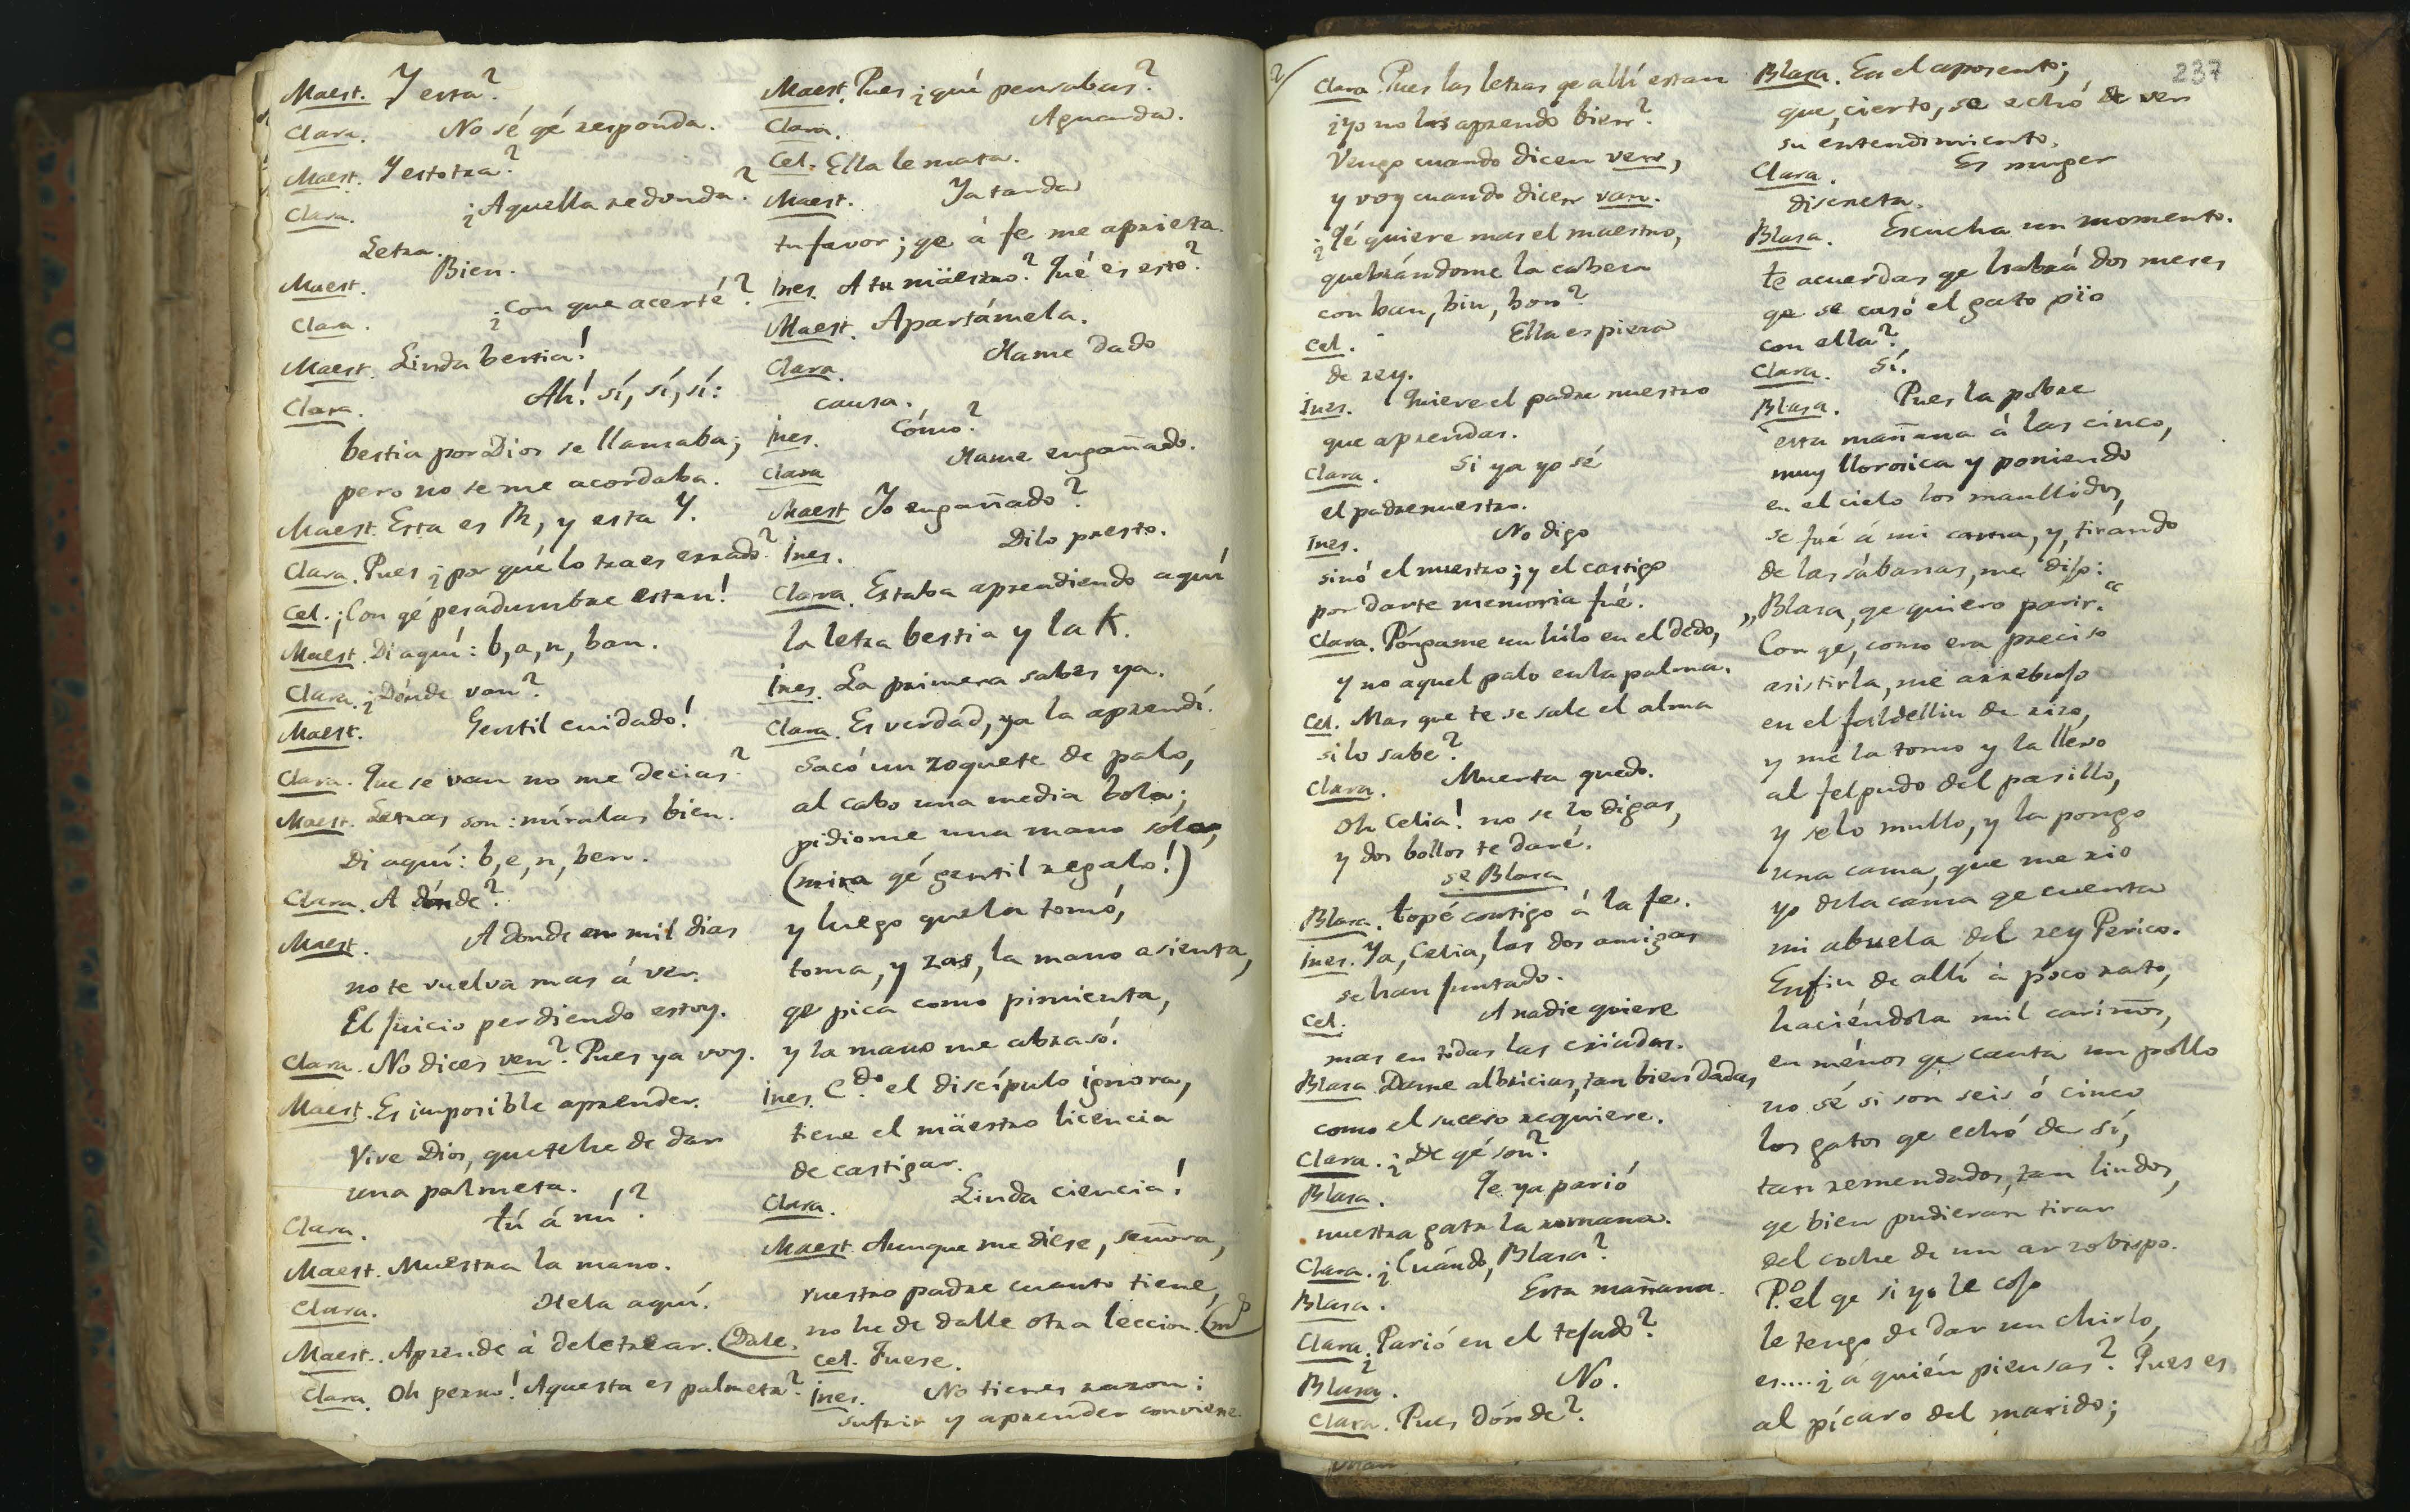 Maest. Y esta?
Clara. No sé qé responda.
Maest. Y estotra?
Clara. ¿Aquella redonda?
Letra.
Maest. Bien.
Clara. ¿Con que acerté?
Maest. Linda bestia!
Clara. Ah! sí, sí, sí:
bestia por Dios se llamaba;
pero no se me acordaba.
Maest. Esta es M, y esta Y.
Clara. Pues ¿por qué lo traes errado?
Cel. ¡Con qé pesadumbre estan!
Maest. Di aquí: b, a, n, ban.
Clara. ¿Dónde van?
Maest. Gentil cuidado!
Clara. Que se van no me decias?
Maest. Letras son: míralas bien.
Di aquí: b, e, n, ben.
Clara. A dónde?
Maest. A donde en mil dias
no te vuelva mas á ver.
El juicio perdiendo estoy.
Clara. No dices ven? Pues ya voy.
Maest. Es imposible aprender.
Vive Dios, que te he de dar
una palmeta.
Clara. tú á mí?
Maest. Muestra la mano.
Clara. Hela aquí.
Maest. Aprende á deletrear. (Dale.
Clara. Oh perro! Aquesta es palmeta?
Maest. Pues ¿qué pensabas?
Clara. Aguarda.
Cel. Ella le mata.
Maest. Ya tarda
tu favor; qe á fe me aprieta.
Ines. A tu mäestro? Qué es esto?
Maest. Apartámela.
Clara. Hame dado
causa.
Ines. Cómo?
Clara Hame engañado.
Maest Yo engañado?
Ines. Dilo presto.
Clara. Estaba aprendiendo aquí
la letra bestia y la K.
Ines. La primera sabes ya.
Clara. Es verdad, ya la aprendí.
Sacó un zoquete de palo,
al cabo una media bola;
pidiome una mano sola,
(mira qé gentil regalo!)
y luego que la tomó,
toma, y zas, la mano asienta,
qe pica como pimienta,
y la mano me abrasó.
Ines. C.do el discípulo ignora,
tiene el mäestro licencia
de castigar.
Clara. Linda ciencia!
Maest. Aunque me diese, señora,
vuestro padre cuanto tiene,
no he de dalle otra leccion.
Cel. Fuese.
Ines. No tienes razon:
sufrir y aprender conviene.
237
Clara. Pues las letras qe allí estan
¿yo no las aprendo bien?
Vengo cuando dicen ven,
y voy cuando dicen van.
¿Qé quiere mas el maestro,
quebrándome la cabeza
con ban, bin, bon?
Cel. Ella es pieza
de rey.
Ines. Quiere el padre nuestro
que aprendas.
Clara. Si ya yo sé
el padrenuestro.
Ines. No digo
sinó el nuestro; y el castigo
por darte memoria fué.
Clara. Póngame un hilo en el dedo,
y no aquel palo en la palma.
Cel. Mas que te se sale el alma
si lo sabe?
Clara. Muerta quedo.
Oh Celia! no se lo digas,
y dos bollos te daré.
Se Blasa
Blasa. topé contigo á la fe.
Ines. Ya, Celia, las dos amigas
se han juntado.
Cel. A nadie quiere
mas en todas las criadas.
Blasa. Dame albricias, tan bien dadas
como el suceso requiere.
Clara. ¿De qé son?
Blasa. Qe ya parió
nuestra gata la romana.
Clara. ¿Cuándo, Blasa?
Blasa. Esta mañana.
Clara. ¿Parió en el tejado?
Blasa. No.
Clara. Pues dónde?
Blasa. En el aposento;
que, cierto, se echó de ver
su entendimiento.
Clara. Es muger
discreta.
Blasa. Escucha un momento.
te acuerdas qe habrá dos meses
qe se casó el gato pïo
con ella?
Clara. Sí.
Blasa. Pues la pobre
esta mañana á las cinco,
muy llorosica y poniendo
en el cielo los maullidos,
se fué á mi cama, y, tirando
de las sábanas, me dijo:
„Blasa, qe quiero parir.“
Con qe, como era preciso
asistirla, me arrebujo
en el faldellin de rizo,
y me la tomo y la llevo
al felpudo del pasillo,
y se lo mullo, y la pongo
una cama, que me rio
yo de la cama qe cuenta
mi abuela del rey Perico.
En fin de allí á poco rato,
haciéndola mil cariños,
en ménos qe canta un pollo
no sé si son seis ó cinco
los gatos qe echó de sí,
tan remendados, tan lindos,
qe bien pudieran tirar
del coche de un arzobispo.
P.o el qe si yo le cojo
le tengo de dar un chirlo,
es.... ¿á quién piensas? Pues es
al pícaro del marido;